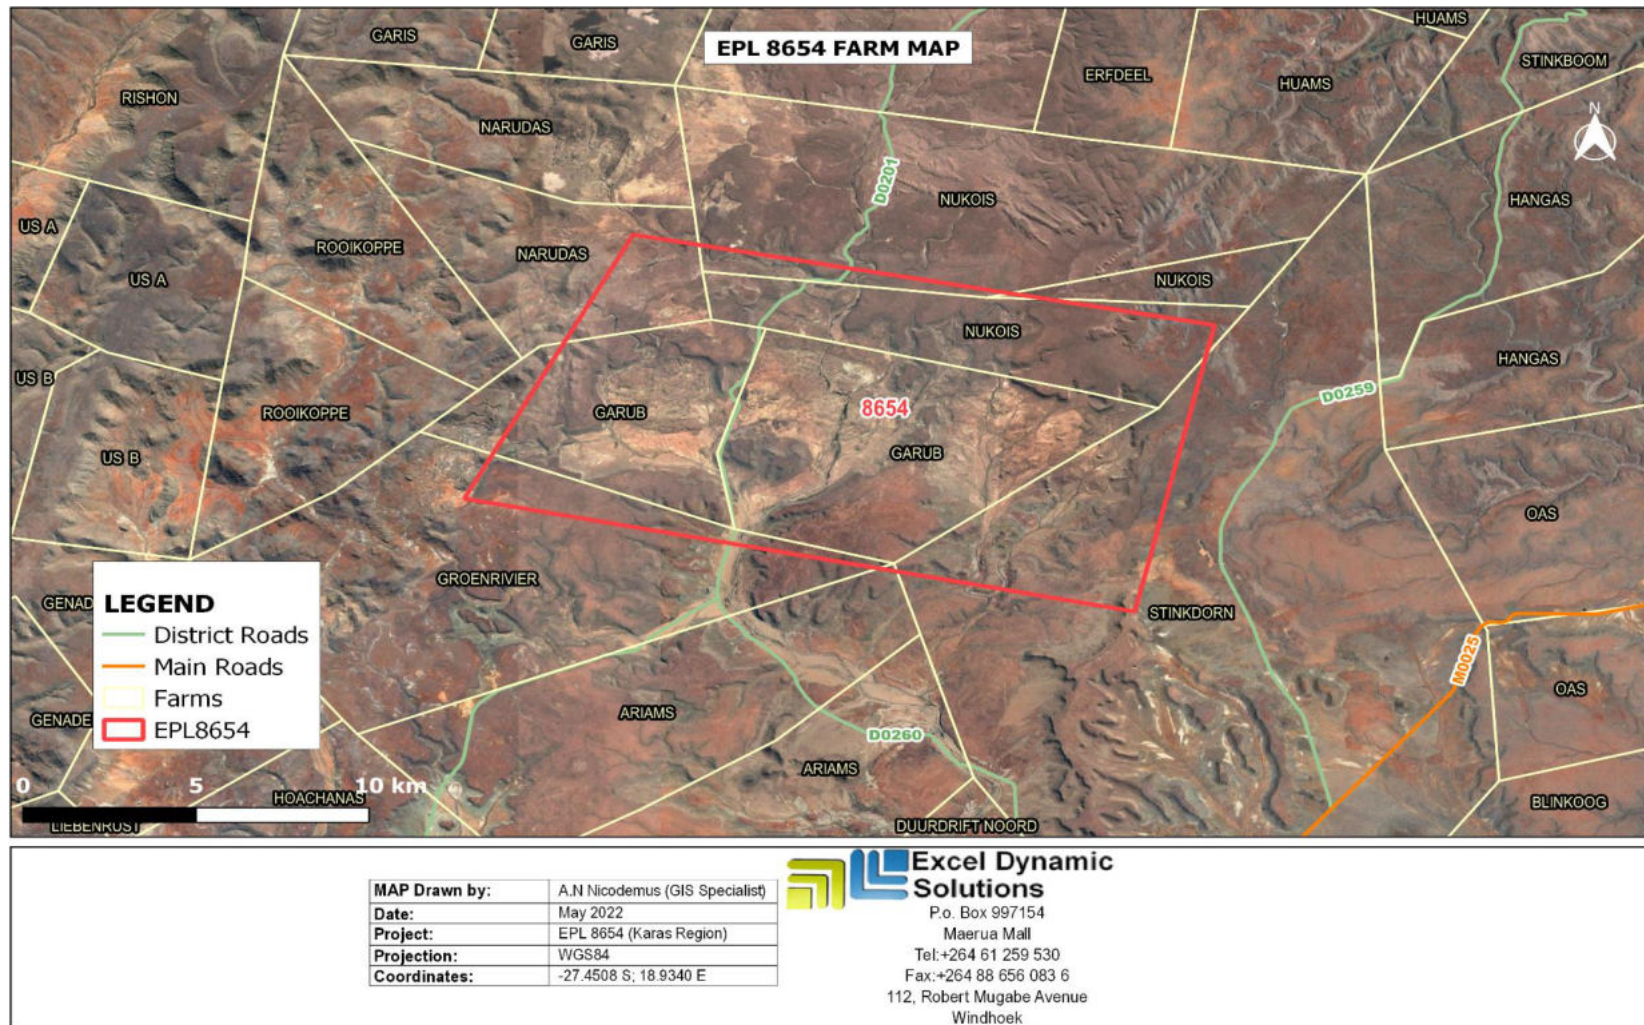 EPL 8654 FARM MAP
HUAMS
GARIS
GARIS
STINKBOOM
ERFDEEL
HUAMS
RISHON
N
NARUDAS
D0201
NUKOIS
HANGAS
US A
ROOIKOPPE
NARUDAS
US A
NUKOIS
NUKOIS
HANGAS
US B
D0259
ROOIKOPPE
GARUB
8654
GARUB
US B
OAS
GROENRIVIER
GENAD
STINKDORN
LEGEND
District Roads
Main Roads
Farms
EPL8654
M0025
OAS
GENADE
ARIAMS
D0260
ARIAMS
0 5 10 km
HOACHANAS
BLINKOOG
LIEBENRUST
DUURDRIFT NOORD
MAP Drawn by: A.N Nicodemus (GIS Specialist)
Date: May 2022
Project: EPL 8654 (Karas Region)
Projection: WGS84
Coordinates: -27.4508 S; 18.9340 E
Excel Dynamic
Solutions
P.o. Box 997154
Maerua Mall
Tel:+264 61 259 530
Fax:+264 88 656 083 6
112, Robert Mugabe Avenue
Windhoek